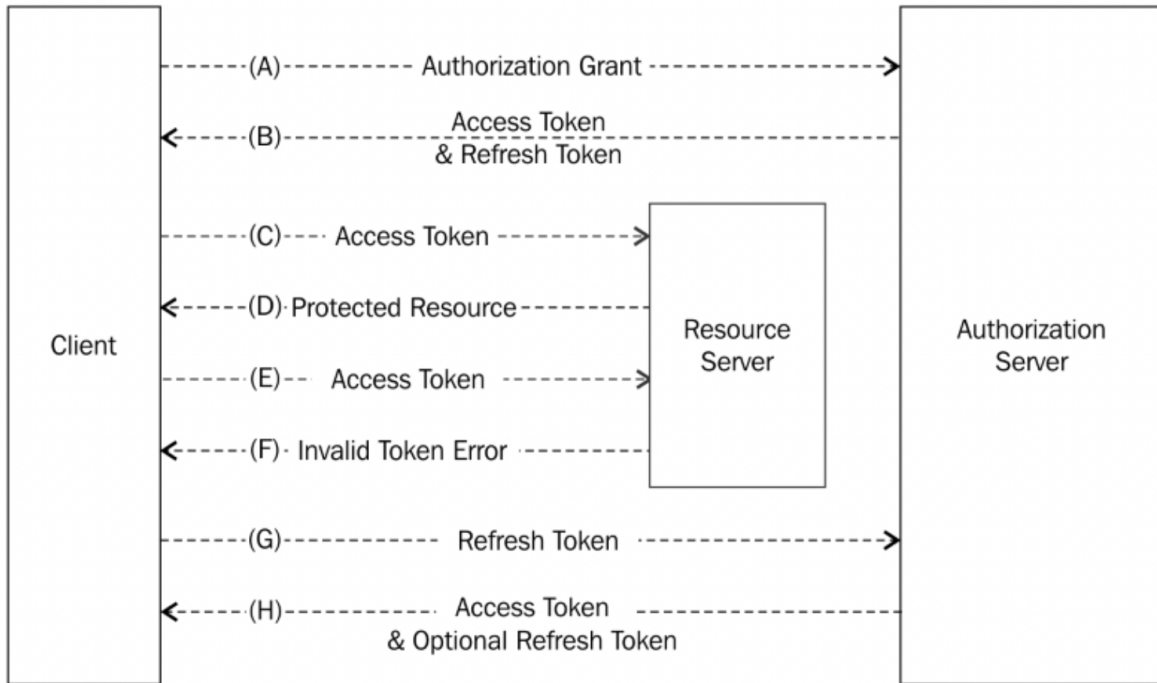 (A) Authorization Grant
(B) Access Token
& Refresh Token
(C) Access Token
(D) Protected Resource
Client
Resource
Server
Authorization
Server
(E) Access Token
(F) Invalid Token Error
(G) Refresh Token
(H) Access Token
& Optional Refresh Token